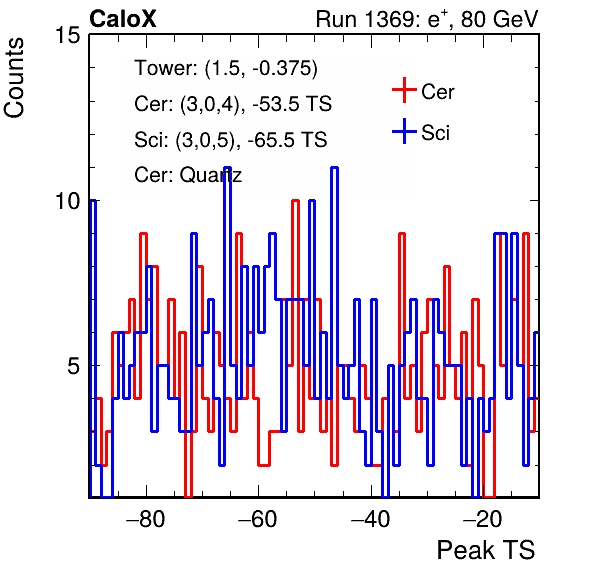 CaloX Run 1369: e⁺, 80 GeV
Counts
15
10
5
Tower: (1.5, -0.375)
Cer: (3,0,4), -53.5 TS
Sci: (3,0,5), -65.5 TS
Cer: Quartz
Cer
Sci
−80 −60 −40 −20
Peak TS